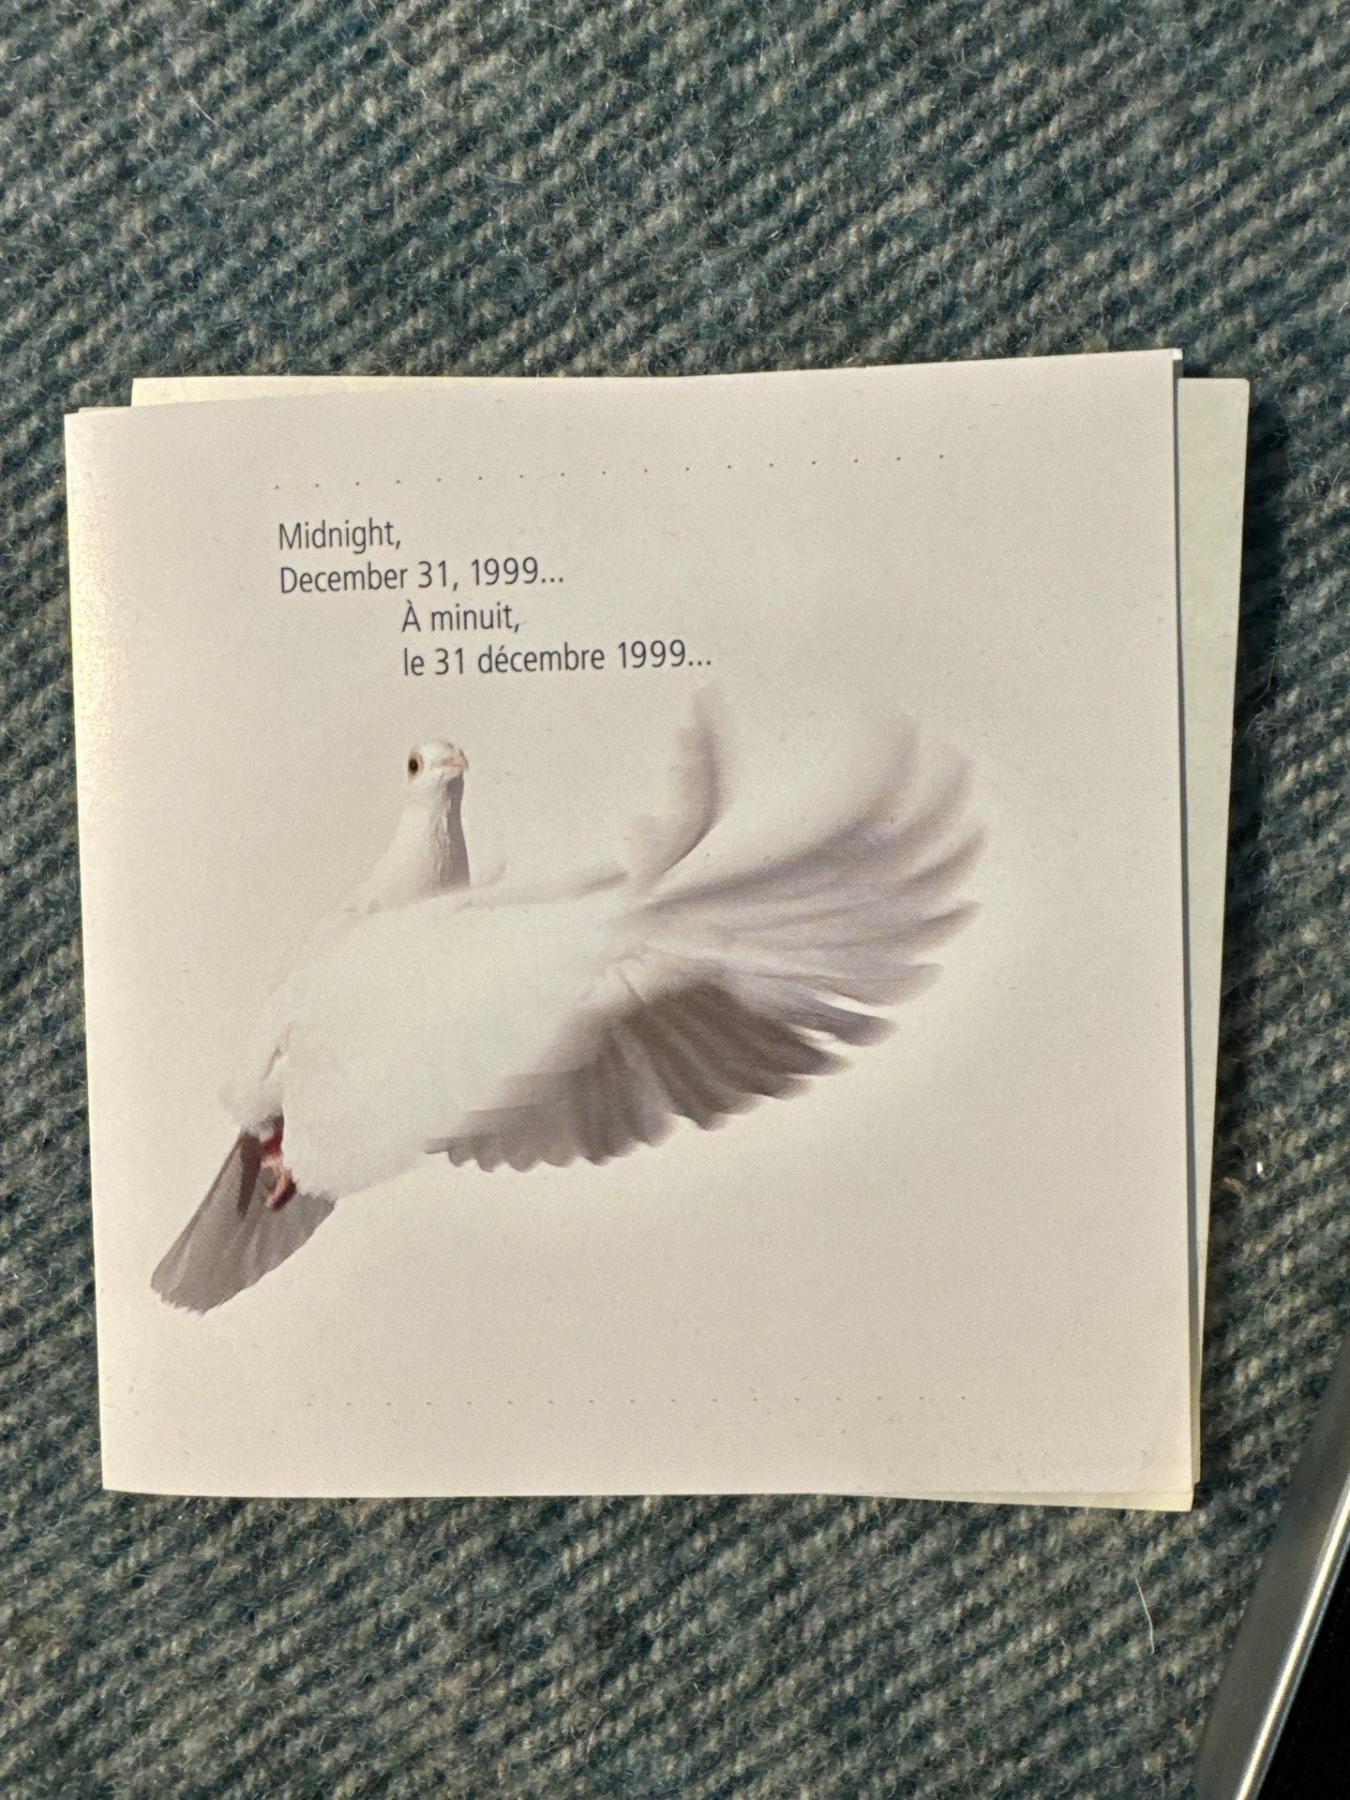 Midnight,
December 31, 1999...
À minuit,
le 31 décembre 1999...